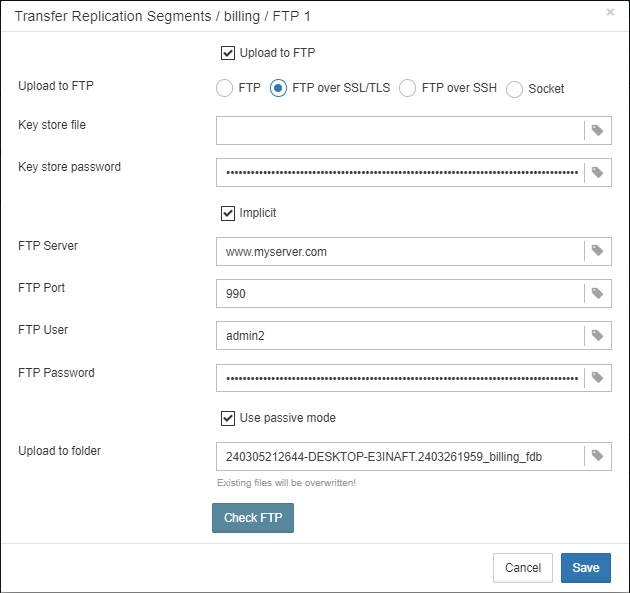 Transfer Replication Segments / billing / FTP 1 ×
Upload to FTP
Upload to FTP FTP FTP over SSL/TLS FTP over SSH Socket
Key store file
Key store password
Implicit
FTP Server www.myserver.com
FTP Port 990
FTP User admin2
FTP Password
Use passive mode
Upload to folder 240305212644-DESKTOP-E3INAFT.2403261959_billing_fdb
Existing files will be overwritten!
Check FTP
Cancel Save